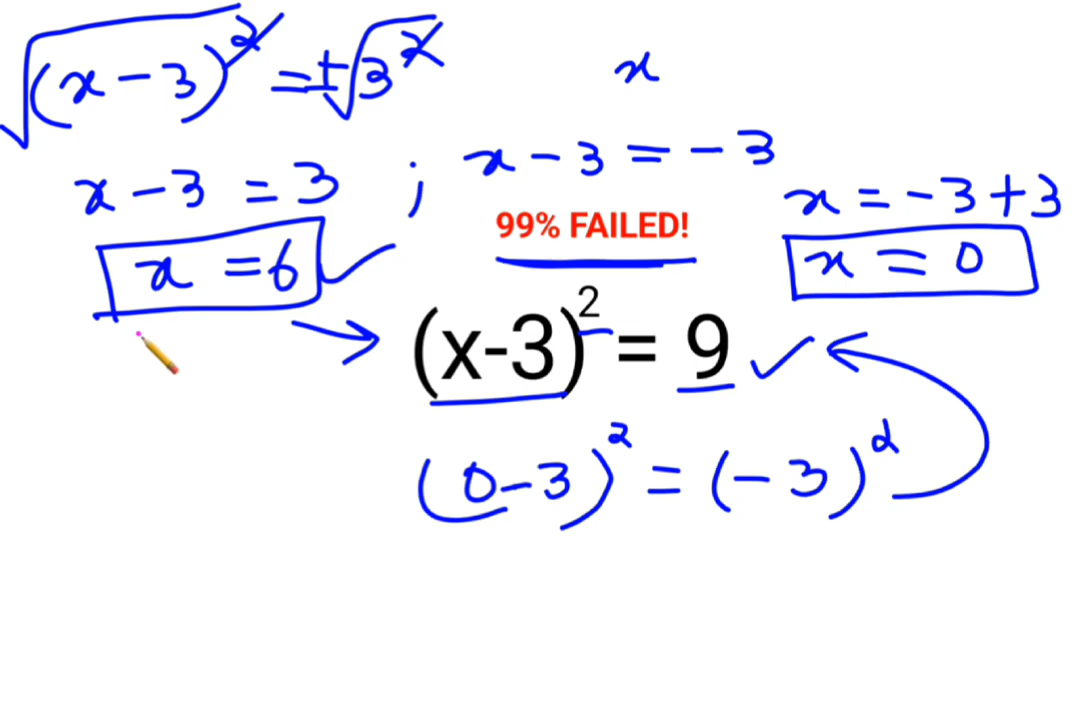 √(x-3)² = ±√3²
x
x-3 = 3 ; x-3 = -3
x = -3+3
99% FAILED!
x = 6
x = 0
(x-3)² = 9
(0-3)² = (-3)²